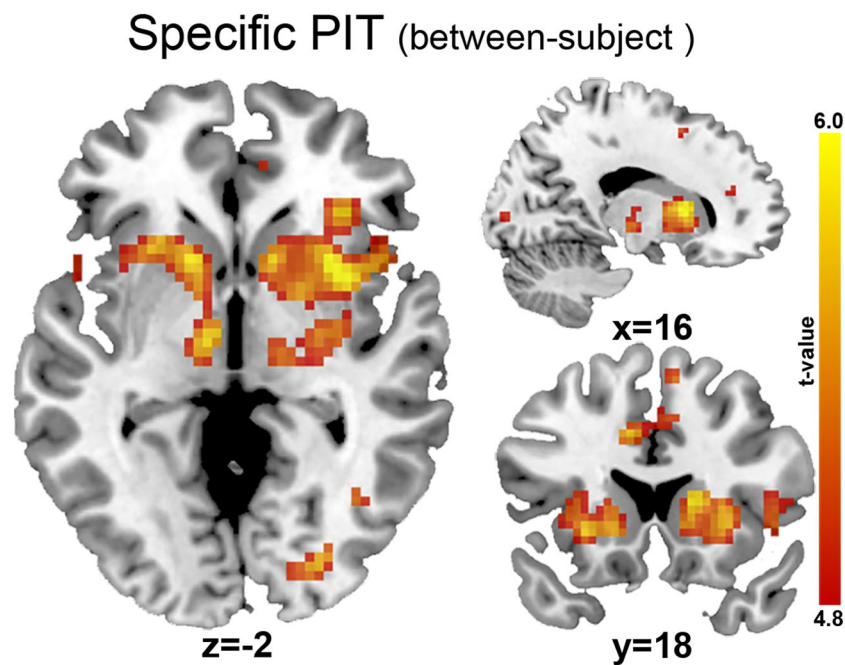 Specific PIT (between-subject )
6.0
t-value
4.8
x=16
z=-2
y=18